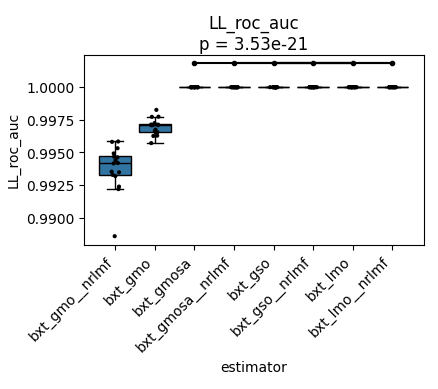 LL_roc_auc
p = 3.53e-21
LL_roc_auc
1.0000
0.9975
0.9950
0.9925
0.9900
bxt_gmo__nrlmf
bxt_gmo
bxt_gmosa
bxt_gmosa__nrlmf
bxt_gso
bxt_gso__nrlmf
bxt_lmo
bxt_lmo__nrlmf
estimator